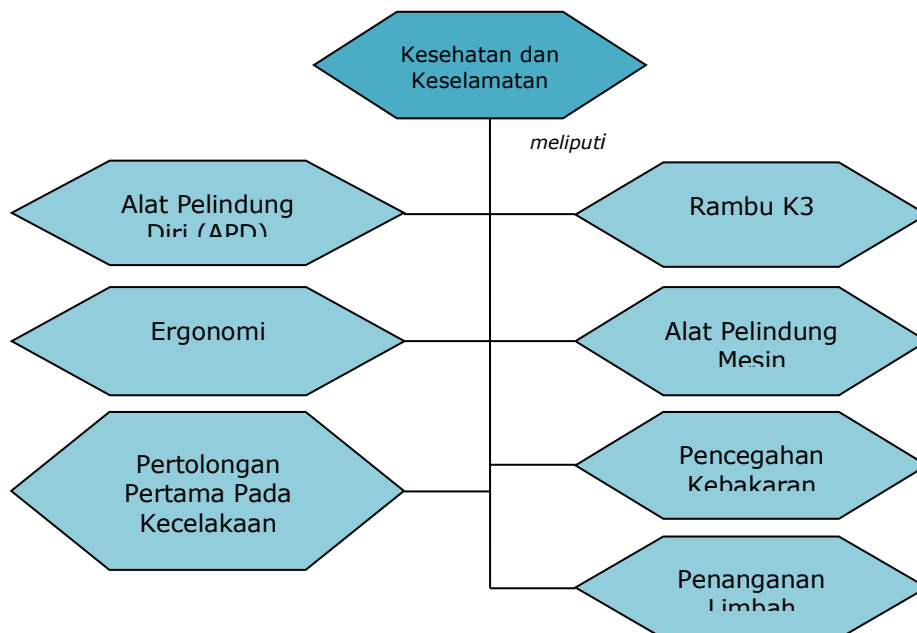 Kesehatan dan
Keselamatan
meliputi
Alat Pelindung
Diri (APD)
Rambu K3
Ergonomi
Alat Pelindung
Mesin
Pertolongan
Pertama Pada
Kecelakaan
Pencegahan
Kebakaran
Penanganan
Limbah